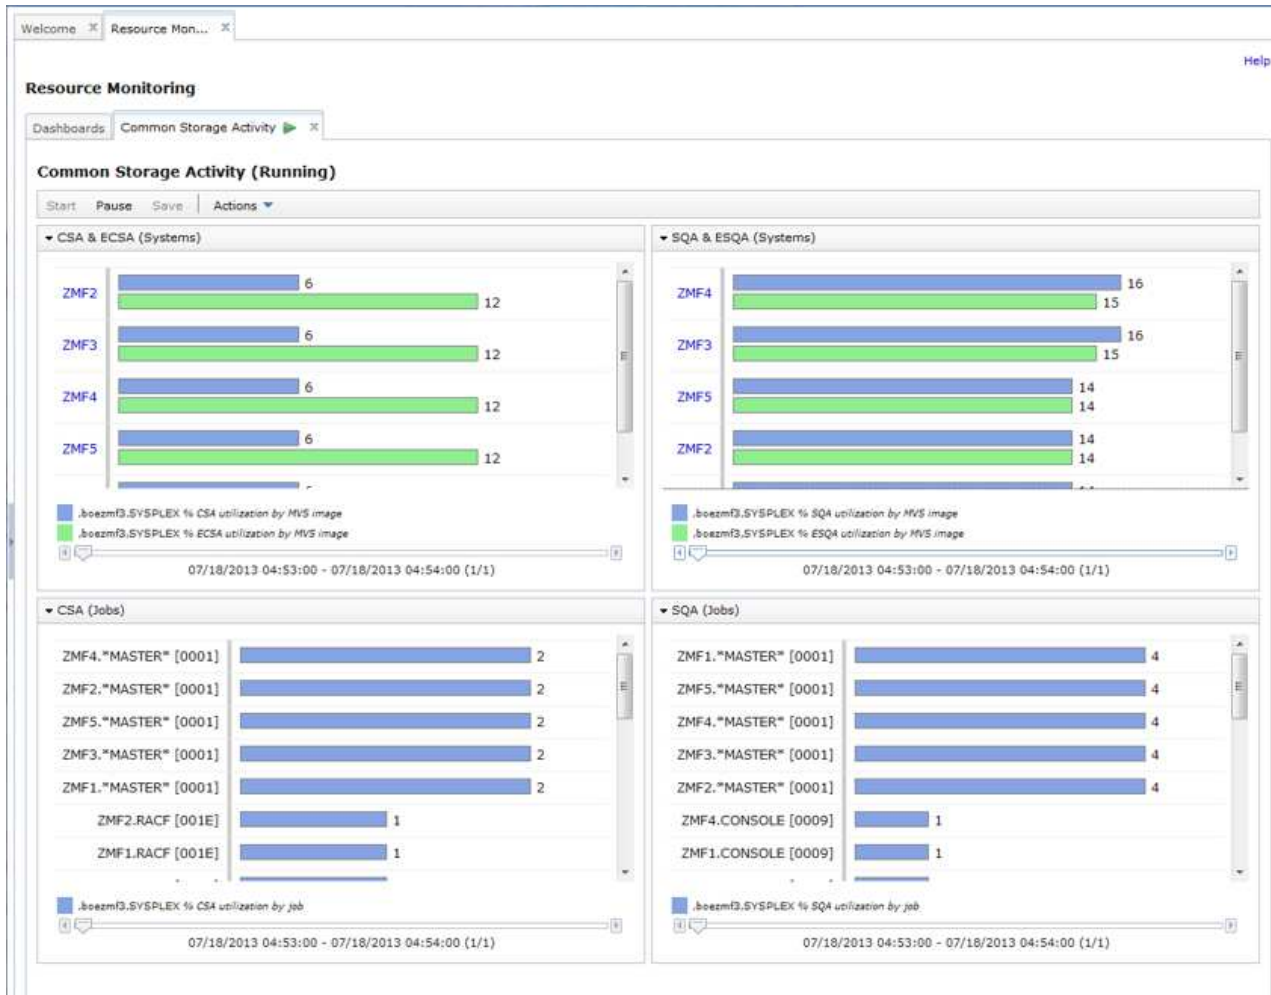 Welcome
Resource Mon...
Help
Resource Monitoring
Dashboards
Common Storage Activity
Common Storage Activity (Running)
Start Pause Save Actions
CSA & ECSA (Systems)
ZMF2 6
12
ZMF3 6
12
ZMF4 6
12
ZMF5 6
12
.boezmf3.SYSPLEX % CSA utilization by MVS image
.boezmf3.SYSPLEX % ECSA utilization by MVS image
07/18/2013 04:53:00 - 07/18/2013 04:54:00 (1/1)
SQA & ESQA (Systems)
ZMF4 16
15
ZMF3 16
15
ZMF5 14
14
ZMF2 14
14
.boezmf3.SYSPLEX % SQA utilization by MVS image
.boezmf3.SYSPLEX % ESQA utilization by MVS image
07/18/2013 04:53:00 - 07/18/2013 04:54:00 (1/1)
CSA (Jobs)
ZMF4."MASTER" [0001] 2
ZMF2."MASTER" [0001] 2
ZMF5."MASTER" [0001] 2
ZMF3."MASTER" [0001] 2
ZMF1."MASTER" [0001] 2
ZMF2.RACF [001E] 1
ZMF1.RACF [001E] 1
.boezmf3.SYSPLEX % CSA utilization by job
07/18/2013 04:53:00 - 07/18/2013 04:54:00 (1/1)
SQA (Jobs)
ZMF1."MASTER" [0001] 4
ZMF5."MASTER" [0001] 4
ZMF4."MASTER" [0001] 4
ZMF3."MASTER" [0001] 4
ZMF2."MASTER" [0001] 4
ZMF4.CONSOLE [0009] 1
ZMF1.CONSOLE [0009] 1
.boezmf3.SYSPLEX % SQA utilization by job
07/18/2013 04:53:00 - 07/18/2013 04:54:00 (1/1)